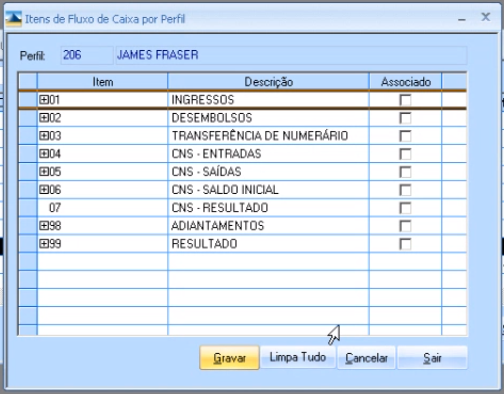 Itens de Fluxo de Caixa por Perfil
Perfil: 206 JAMES FRASER
Item Descrição Associado
01 INGRESSOS
02 DESEMBOLSOS
03 TRANSFERÊNCIA DE NUMERÁRIO
04 CNS - ENTRADAS
05 CNS - SAÍDAS
06 CNS - SALDO INICIAL
07 CNS - RESULTADO
98 ADIANTAMENTOS
99 RESULTADO
Gravar Limpa Tudo Cancelar Sair